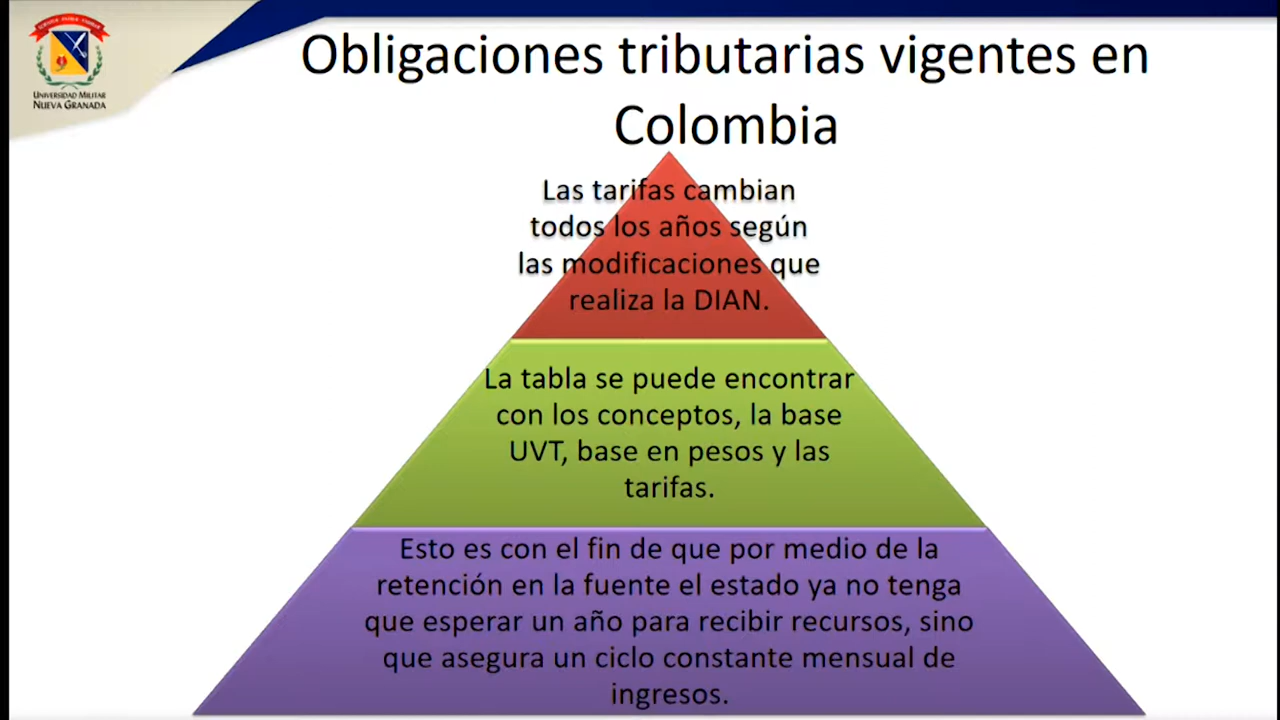 UNIVERSIDAD MILITAR
NUEVA GRANADA
Obligaciones tributarias vigentes en
Colombia
Las tarifas cambian
todos los años según
las modificaciones que
realiza la DIAN.
La tabla se puede encontrar
con los conceptos, la base
UVT, base en pesos y las
tarifas.
Esto es con el fin de que por medio de la
retención en la fuente el estado ya no tenga
que esperar un año para recibir recursos, sino
que asegura un ciclo constante mensual de
ingresos.